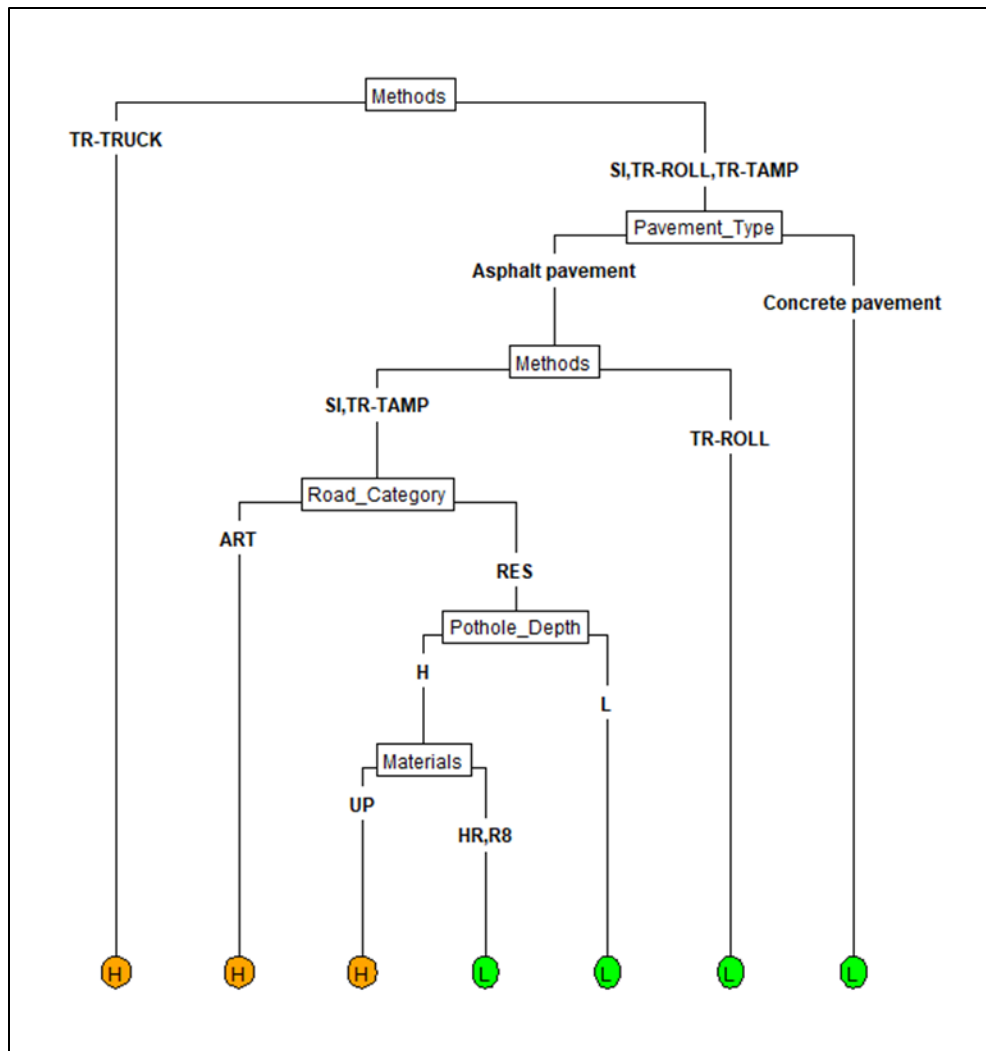 Methods
TR-TRUCK
SI,TR-ROLL,TR-TAMP
Pavement_Type
Asphalt pavement
Concrete pavement
Methods
SI,TR-TAMP
TR-ROLL
Road_Category
ART
RES
Pothole_Depth
H
L
Materials
UP
HR,R8
H H H L L L L